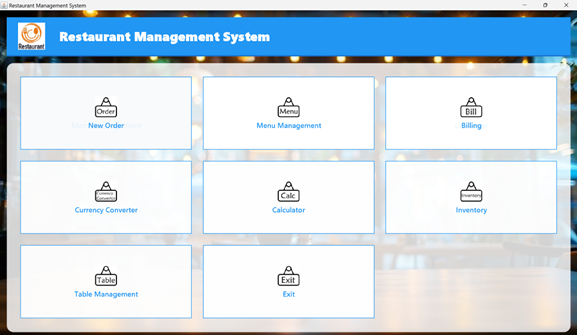 Restaurant Management System
Restaurant
Restaurant Management System
Order
New Order
Menu
Menu Management
Bill
Billing
Currency
Convertor
Currency Converter
Calc
Calculator
Inventory
Inventory
Table
Table Management
Exit
Exit